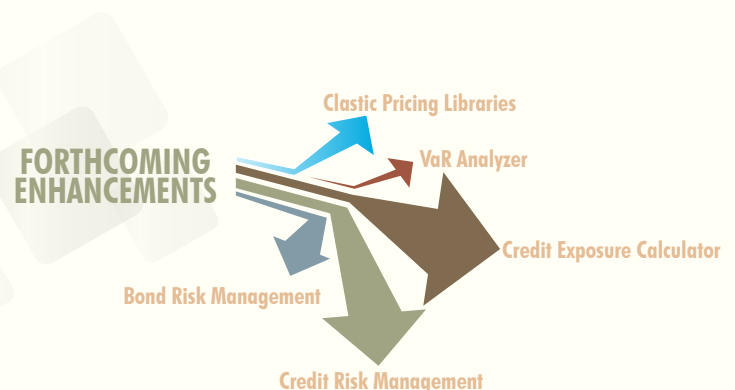 Clastic Pricing Libraries
VaR Analyzer
FORTHCOMING
ENHANCEMENTS
Credit Exposure Calculator
Bond Risk Management
Credit Risk Management